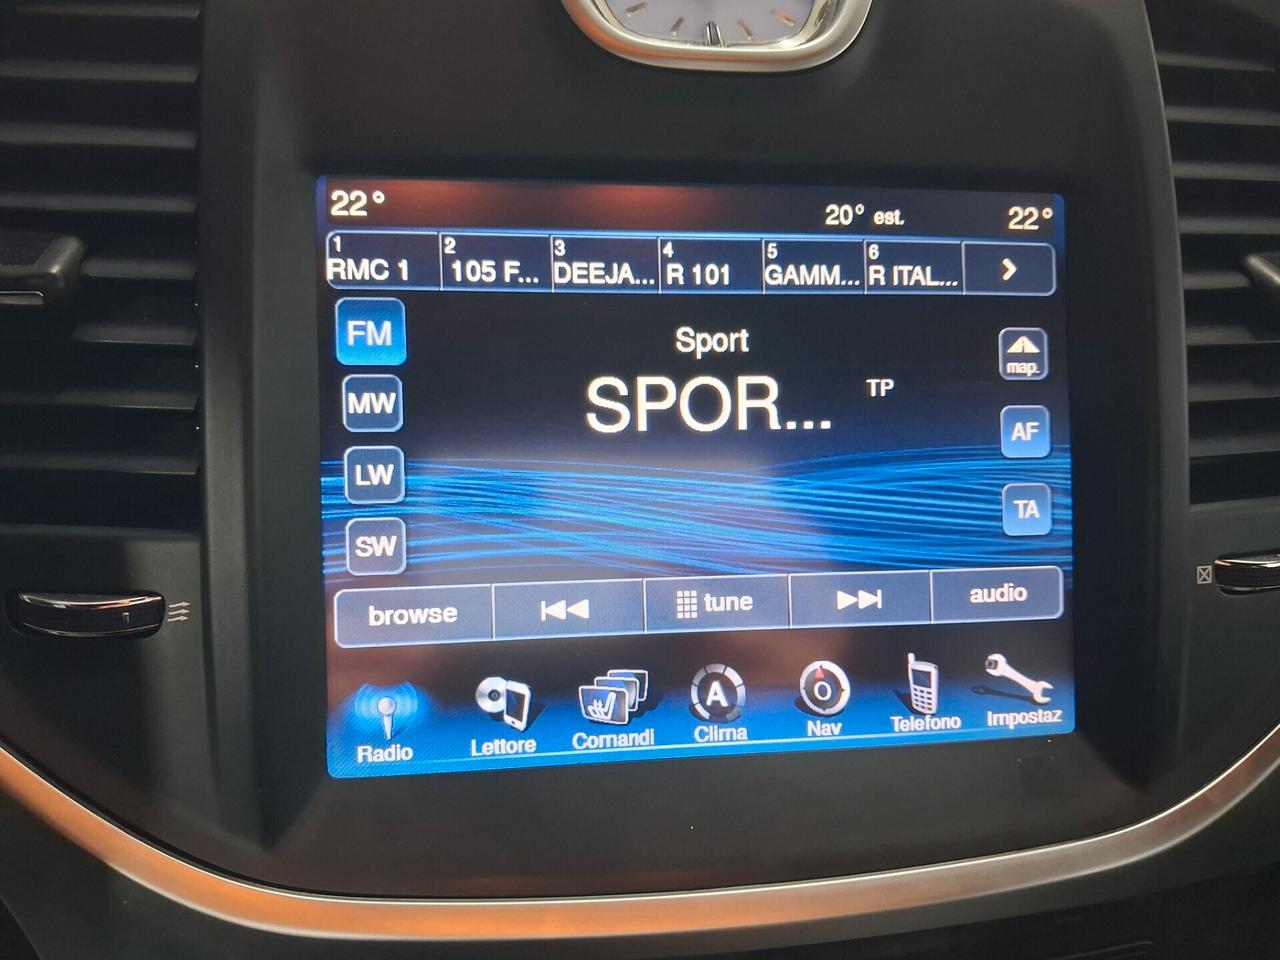 22° 20° est. 22°
1 2 3 4 5 6
RMC 1 105 F... DEEJA... R 101 GAMM... R ITAL...
FM
Sport
map.
SPOR... TP
MW
AF
LW
TA
SW
browse tune audio
A O
Radio Lettore Comandi Clima Nav Telefono Impostaz